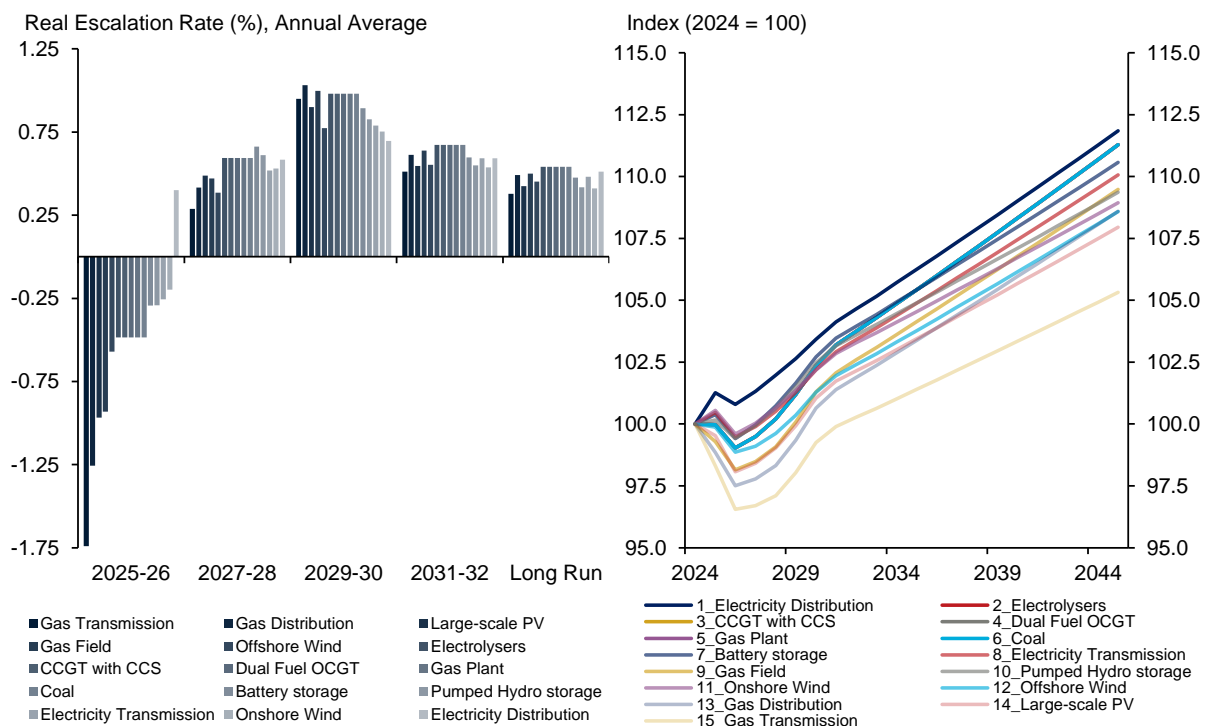 Real Escalation Rate (%), Annual Average
1.25
0.75
0.25
-0.25
-0.75
-1.25
-1.75
2025-26 2027-28 2029-30 2031-32 Long Run
Gas Transmission Gas Distribution Large-scale PV
Gas Field Offshore Wind Electrolysers
CCGT with CCS Dual Fuel OCGT Gas Plant
Coal Battery storage Pumped Hydro storage
Electricity Transmission Onshore Wind Electricity Distribution
Index (2024 = 100)
115.0 115.0
112.5 112.5
110.0 110.0
107.5 107.5
105.0 105.0
102.5 102.5
100.0 100.0
97.5 97.5
95.0 95.0
2024 2029 2034 2039 2044
1_Electricity Distribution 2_Electrolysers
3_CCGT with CCS 4_Dual Fuel OCGT
5_Gas Plant 6_Coal
7_Battery storage 8_Electricity Transmission
9_Gas Field 10_Pumped Hydro storage
11_Onshore Wind 12_Offshore Wind
13_Gas Distribution 14_Large-scale PV
15_Gas Transmission